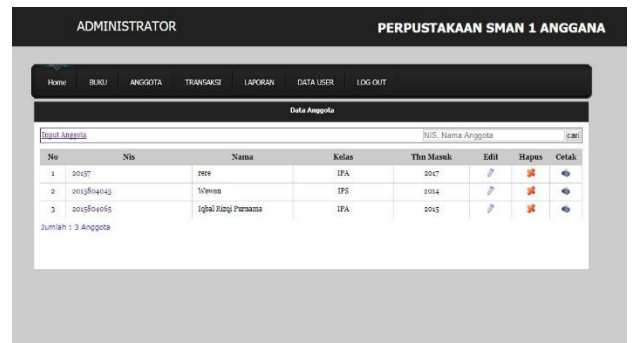 ADMINISTRATOR PERPUSTAKAAN SMAN 1 ANGGANA
Home BUKU ANGGOTA TRANSAKSI LAPORAN DATA USER LOG OUT
Data Anggota
Input Anggota NIS, Nama Anggota cari
No Nis Nama Kelas Thn Masuk Edit Hapus Cetak
1 20157 rere IPA 2017
2 2015804045 Wewen IPS 2014
3 2015804065 Iqbal Rizqi Purnama IPA 2015
Jumlah : 3 Anggota